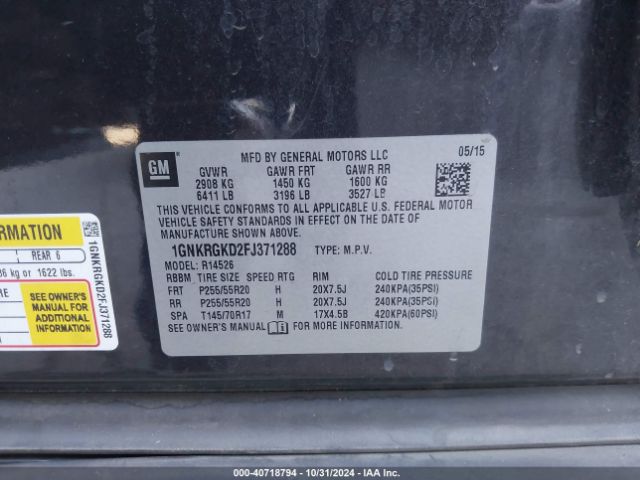 GM
MFD BY GENERAL MOTORS LLC 05/15
GVWR GAWR FRT GAWR RR
2908 KG 1450 KG 1600 KG
6411 LB 3196 LB 3527 LB
THIS VEHICLE CONFORMS TO ALL APPLICABLE U.S. FEDERAL MOTOR
VEHICLE SAFETY STANDARDS IN EFFECT ON THE DATE OF
MANUFACTURE SHOWN ABOVE.
1GNKRGKD2FJ371288 TYPE: M.P.V.
MODEL: R14526
RBBM TIRE SIZE SPEED RTG RIM COLD TIRE PRESSURE
FRT P255/55R20 H 20X7.5J 240KPA(35PSI)
RR P255/55R20 H 20X7.5J 240KPA(35PSI)
SPA T145/70R17 M 17X4.5B 420KPA(60PSI)
SEE OWNER'S MANUAL FOR MORE INFORMATION
REAR 6
kg or 1622 lbs.
SEE OWNER'S
MANUAL FOR
ADDITIONAL
INFORMATION
1GNKRGKD2FJ371288
000-40718794 - 10/31/2024 - IAA Inc.